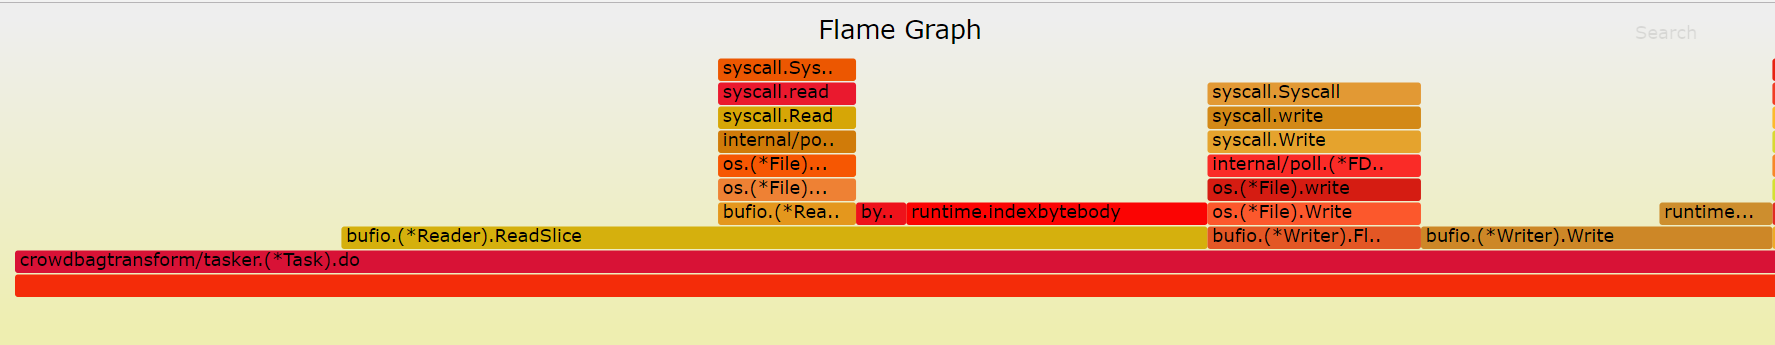 Flame Graph
Search
syscall.Sys..
syscall.read
syscall.Syscall
syscall.Read
syscall.write
internal/po..
syscall.Write
os.(*File)...
internal/poll.(*FD..
os.(*File)...
os.(*File).write
bufio.(*Rea..
by..
runtime.indexbytebody
os.(*File).Write
runtime...
bufio.(*Reader).ReadSlice
bufio.(*Writer).Fl..
bufio.(*Writer).Write
crowdbagtransform/tasker.(*Task).do